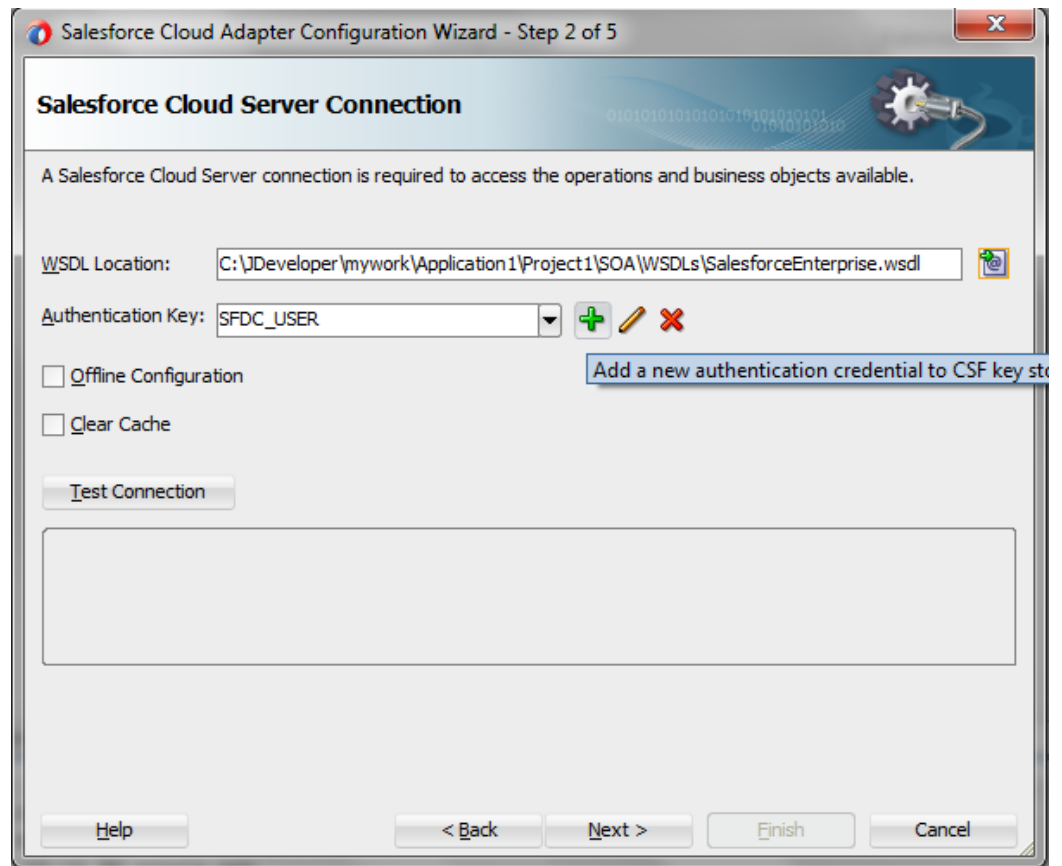 Salesforce Cloud Adapter Configuration Wizard - Step 2 of 5
Salesforce Cloud Server Connection
A Salesforce Cloud Server connection is required to access the operations and business objects available.
WSDL Location: C:\JDeveloper\mywork\Application1\Project1\SOA\WSDLs\SalesforceEnterprise.wsdl
Authentication Key: SFDC_USER
Add a new authentication credential to CSF key sto
Offline Configuration
Clear Cache
Test Connection
Help < Back Next > Finish Cancel